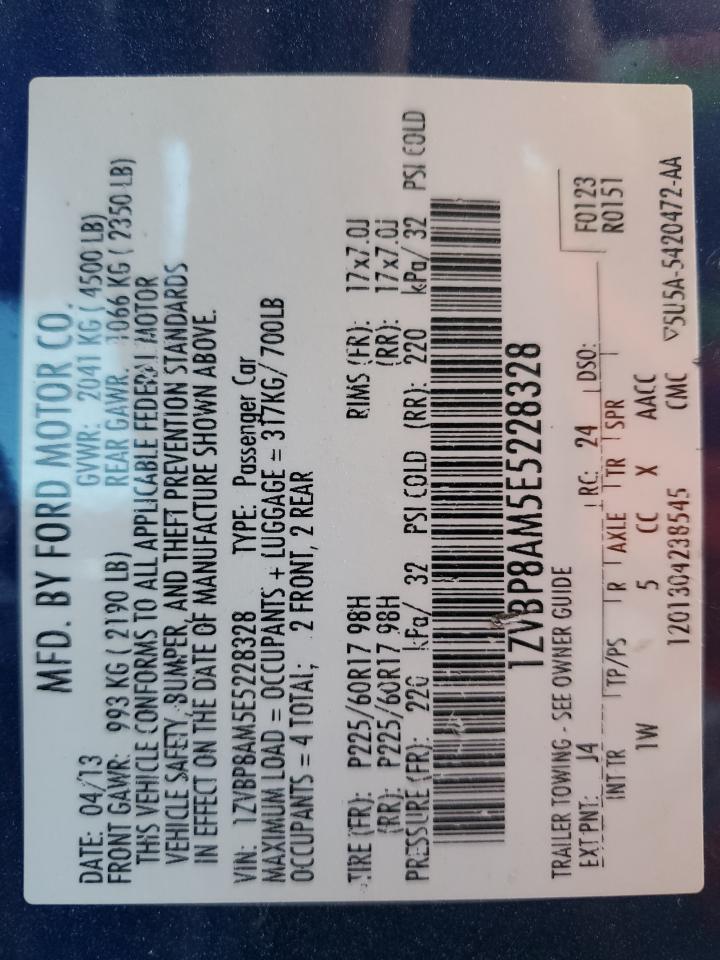 MFD. BY FORD MOTOR CO.
DATE: 04/13 GVWR: 2041 KG ( 4500 LB)
FRONT GAWR: 993 KG ( 2190 LB) REAR GAWR: 1066 KG ( 2350 LB)
THIS VEHICLE CONFORMS TO ALL APPLICABLE FEDERAL MOTOR
VEHICLE SAFETY, BUMPER, AND THEFT PREVENTION STANDARDS
IN EFFECT ON THE DATE OF MANUFACTURE SHOWN ABOVE.
VIN: 1ZVBP8AM5E5228328 TYPE: Passenger Car
MAXIMUM LOAD = OCCUPANTS + LUGGAGE = 317KG/ 700LB
OCCUPANTS = 4 TOTAL; 2 FRONT, 2 REAR
TIRE (FR): P225/60R17 98H RIMS (FR): 17x7.0J
(RR): P225/60R17 98H (RR): 17x7.0J
PRESSURE (FR): 220 kPa/ 32 PSI COLD (RR): 220 kPa/ 32 PSI COLD
1ZVBP8AM5E5228328
TRAILER TOWING - SEE OWNER GUIDE
EXT PNT: J4 RC: 24 DSO: F0123
R0151
INT TR TP/PS R AXLE TR SPR
1W 5 CC X AACC
1201304238545 CMC ▽5U5A-5420472-AA